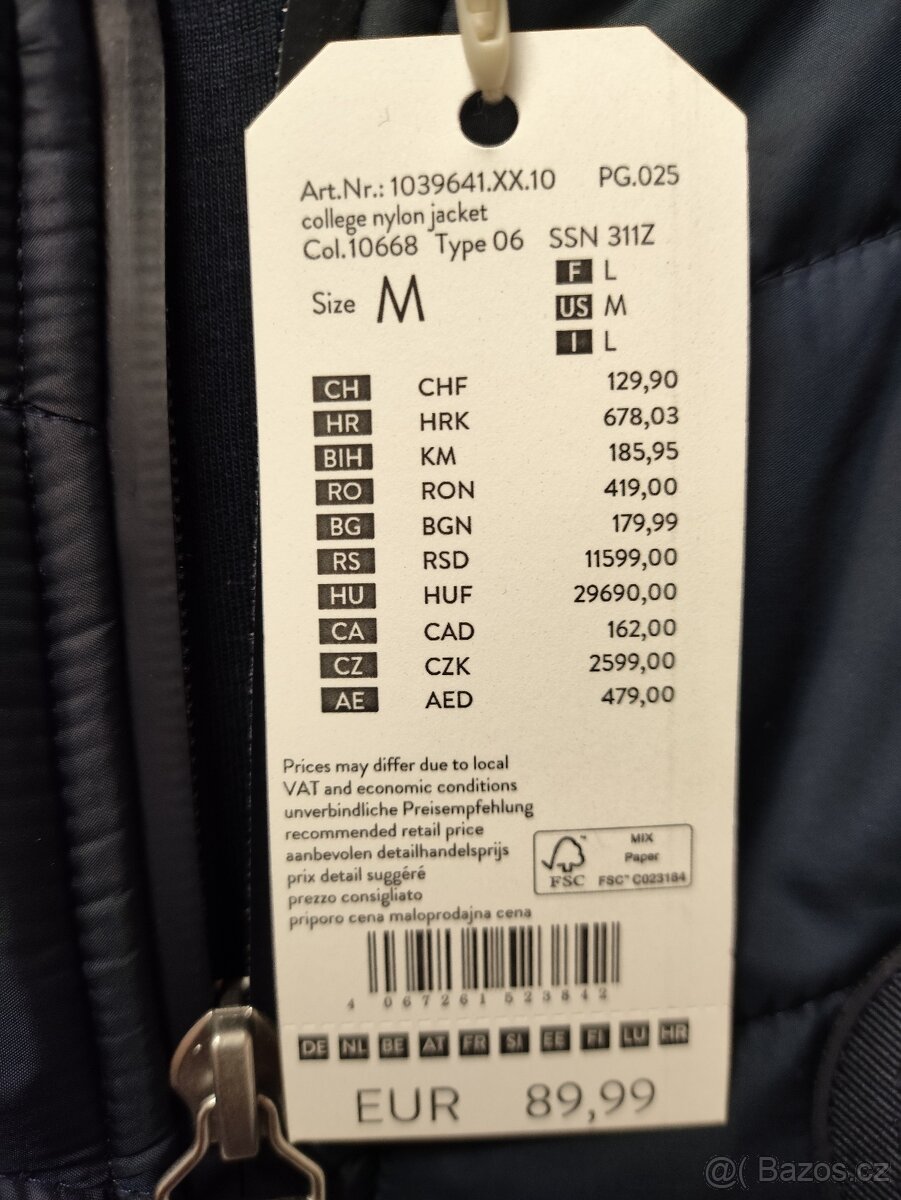 Art.Nr.: 1039641.XX.10 PG.025
college nylon jacket
Col.10668 Type 06 SSN 311Z
F L
Size M US M
I L
CH CHF 129,90
HR HRK 678,03
BIH KM 185,95
RO RON 419,00
BG BGN 179,99
RS RSD 11599,00
HU HUF 29690,00
CA CAD 162,00
CZ CZK 2599,00
AE AED 479,00
Prices may differ due to local
VAT and economic conditions
unverbindliche Preisempfehlung
recommended retail price
aanbevolen detailhandelsprijs
prix detail suggéré
prezzo consigliato
priporo cena maloprodajna cena
FSC™ MIX
Paper
FSC® C023184
4 067261 523842
DE NL BE AT FR SI EE FI LU HR
EUR 89,99
@( Bazos.cz